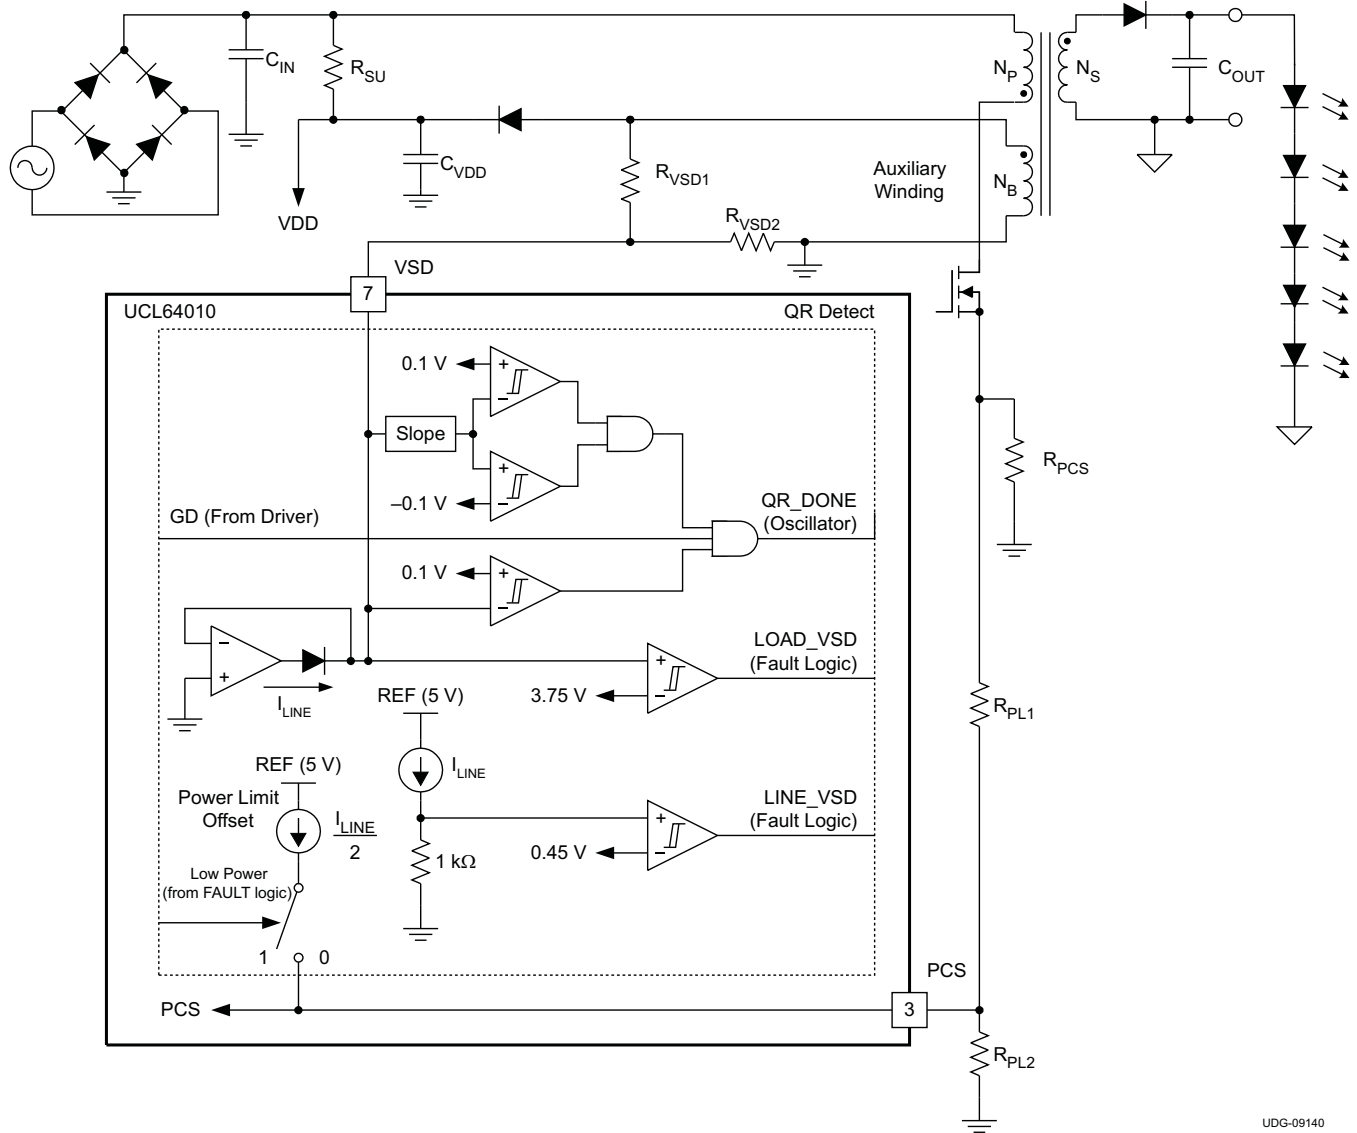 C_IN
R_SU
N_P
N_S
C_OUT
C_VDD
R_VSD1
Auxiliary
Winding
N_B
VDD
R_VSD2
VSD
7
UCL64010
QR Detect
0.1 V
+
–
Slope
+
–
–0.1 V
GD (From Driver)
QR_DONE
(Oscillator)
R_PCS
0.1 V
+
–
–
+
I_LINE
LOAD_VSD
(Fault Logic)
+
–
3.75 V
REF (5 V)
R_PL1
REF (5 V)
I_LINE
Power Limit
Offset
I_LINE
2
LINE_VSD
(Fault Logic)
+
–
0.45 V
1 kΩ
Low Power
(from FAULT logic)
1
0
PCS
PCS
3
R_PL2
UDG-09140